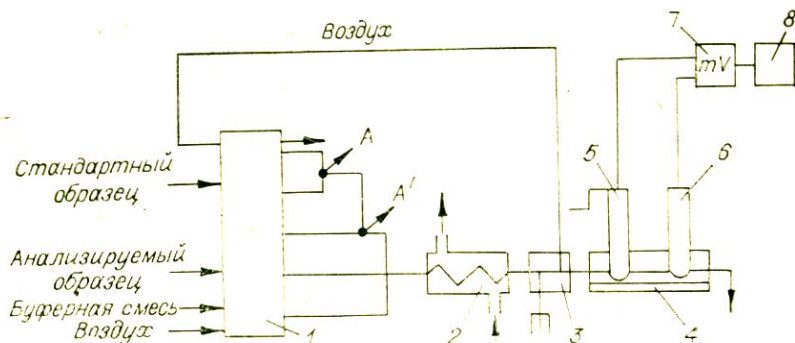 Воздух
7
8
mV
Стандартный
образец
A
A'
5
6
Анализируемый
образец
Буферная смесь
Воздух
1
2
3
4